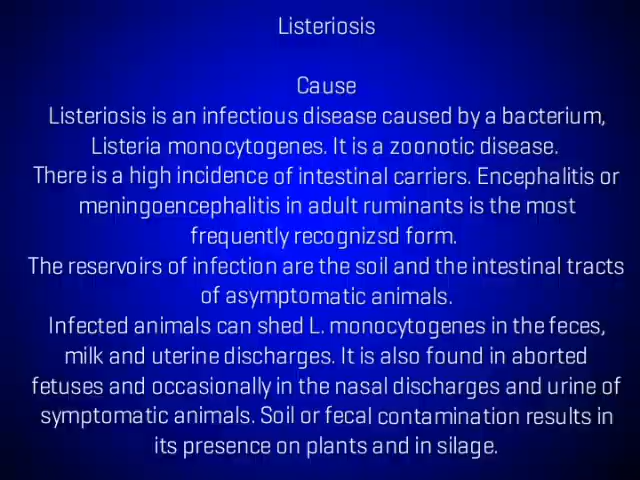 Listeriosis
Cause
Listeriosis is an infectious disease caused by a bacterium,
Listeria monocytogenes. It is a zoonotic disease.
There is a high incidence of intestinal carriers. Encephalitis or
meningoencephalitis in adult ruminants is the most
frequently recognizsd form.
The reservoirs of infection are the soil and the intestinal tracts
of asymptomatic animals.
Infected animals can shed L. monocytogenes in the feces,
milk and uterine discharges. It is also found in aborted
fetuses and occasionally in the nasal discharges and urine of
symptomatic animals. Soil or fecal contamination results in
its presence on plants and in silage.